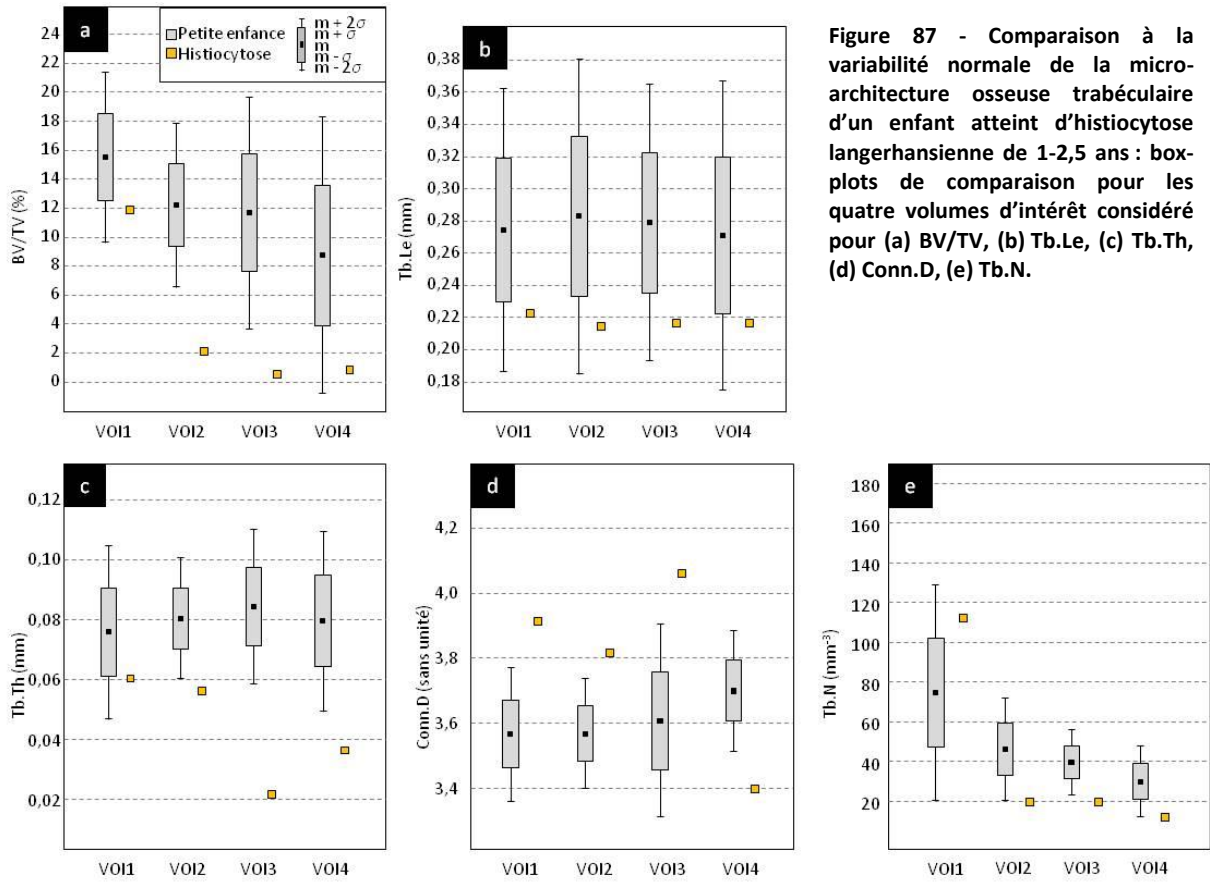 a
Petite enfance
Histiocytose
m + 2σ
m + σ
m
m - σ
m - 2σ
24
22
20
18
16
14
12
10
8
6
4
2
0
BV/TV (%)
VOI1 VOI2 VOI3 VOI4
b
0,38
0,36
0,34
0,32
0,30
0,28
0,26
0,24
0,22
0,20
0,18
Tb.Le (mm)
VOI1 VOI2 VOI3 VOI4
Figure 87 - Comparaison à la
variabilité normale de la micro-
architecture osseuse trabéculaire
d'un enfant atteint d'histiocytose
langerhansienne de 1-2,5 ans : box-
plots de comparaison pour les
quatre volumes d'intérêt considéré
pour (a) BV/TV, (b) Tb.Le, (c) Tb.Th,
(d) Conn.D, (e) Tb.N.
c
0,12
0,10
0,08
0,06
0,04
0,02
Tb.Th (mm)
VOI1 VOI2 VOI3 VOI4
d
4,2
4,0
3,8
3,6
3,4
Conn.D (sans unité)
VOI1 VOI2 VOI3 VOI4
e
180
160
140
120
100
80
60
40
20
Tb.N (mm⁻³)
VOI1 VOI2 VOI3 VOI4